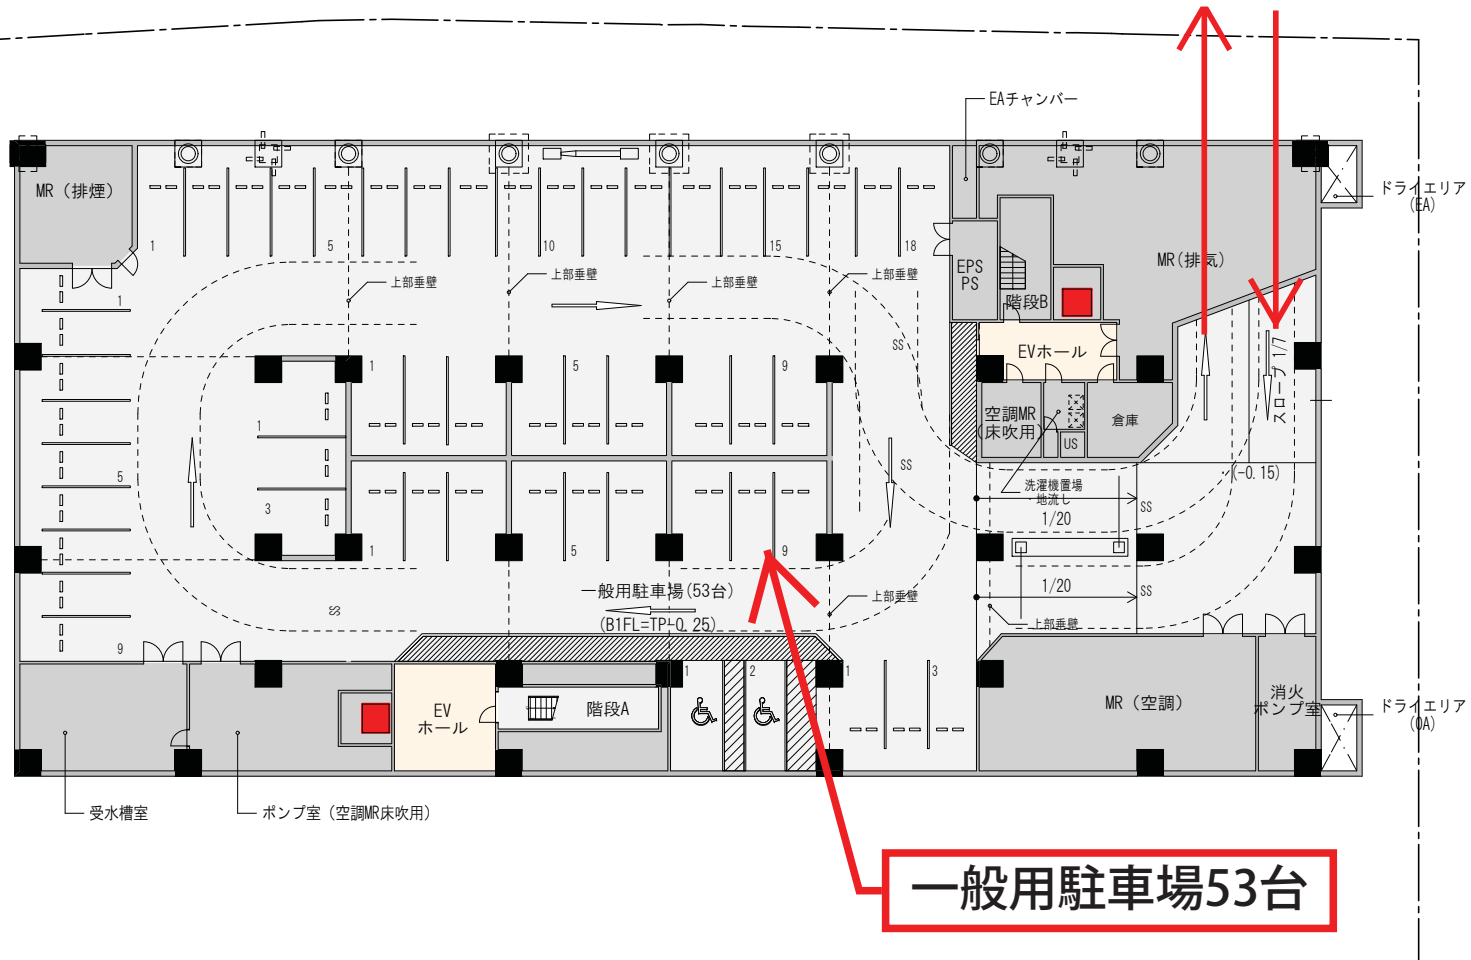 EAチャンバー
MR（排煙）
ドライエリア
(EA)
1
5
10
15
18
EPS
PS
MR(排気)
階段B
上部垂壁
上部垂壁
上部垂壁
上部垂壁
1
EVホール
SS
スロープ 1/7
1
5
9
空調MR
(床吹用)
倉庫
US
1
5
3
SS
(-0.15)
洗濯機置場
・地流し
1/20
SS
1
5
9
一般用駐車場(53台)
(B1FL=TP-0.25)
SS
1/20
SS
上部垂壁
上部垂壁
9
1
2
1
3
EV
ホール
階段A
MR（空調）
消火
ポンプ室
ドライエリア
(OA)
受水槽室
ポンプ室（空調MR床吹用）
一般用駐車場53台